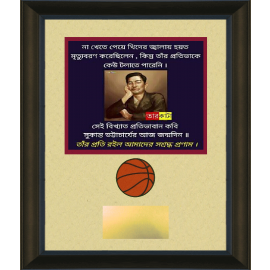 না খেতে পেয়ে খিদের জ্বালায় হয়ত
মৃত্যুবরণ করেছিলেন , কিন্তু তাঁর প্রতিভাকে
কেউ টলাতে পারেনি ।
সেই বিখ্যাত প্রতিভাবান কবি
সুকান্ত ভট্টাচার্যের আজ জন্মদিন ॥
তাঁর প্রতি রইল আমাদের সশ্রদ্ধ প্রণাম ।